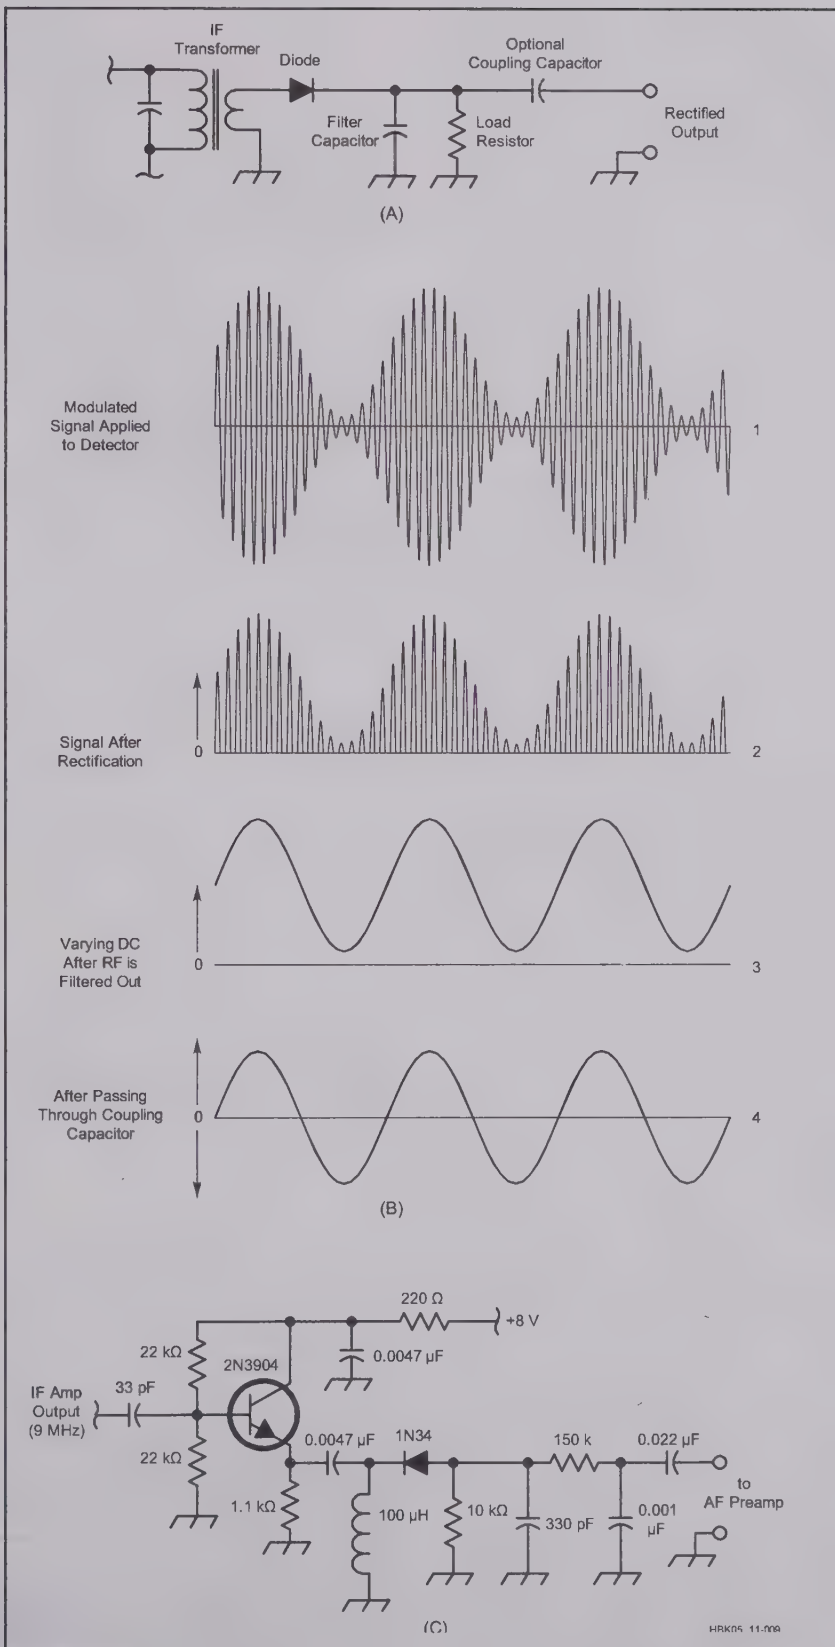 IF
Transformer
Diode
Optional
Coupling Capacitor
Filter
Capacitor
Load
Resistor
Rectified
Output
(A)
Modulated
Signal Applied
to Detector
1
Signal After
Rectification
0
2
Varying DC
After RF is
Filtered Out
0
3
After Passing
Through Coupling
Capacitor
0
4
(B)
220 Ω
+8 V
22 kΩ
2N3904
0.0047 µF
IF Amp
Output
(9 MHz)
33 pF
22 kΩ
0.0047 µF
1N34
150 k
0.022 µF
1.1 kΩ
100 µH
10 kΩ
330 pF
0.001
µF
to
AF Preamp
(C)
HBK05_11-009